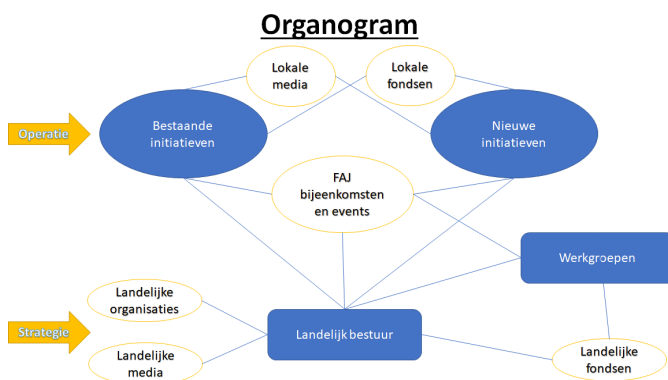 Organogram
Lokale
media
Lokale
fondsen
Operatie
Bestaande
initiatieven
Nieuwe
initiatieven
FAJ
bijeenkomsten
en events
Werkgroepen
Landelijke
organisaties
Strategie
Landelijk bestuur
Landelijke
media
Landelijke
fondsen